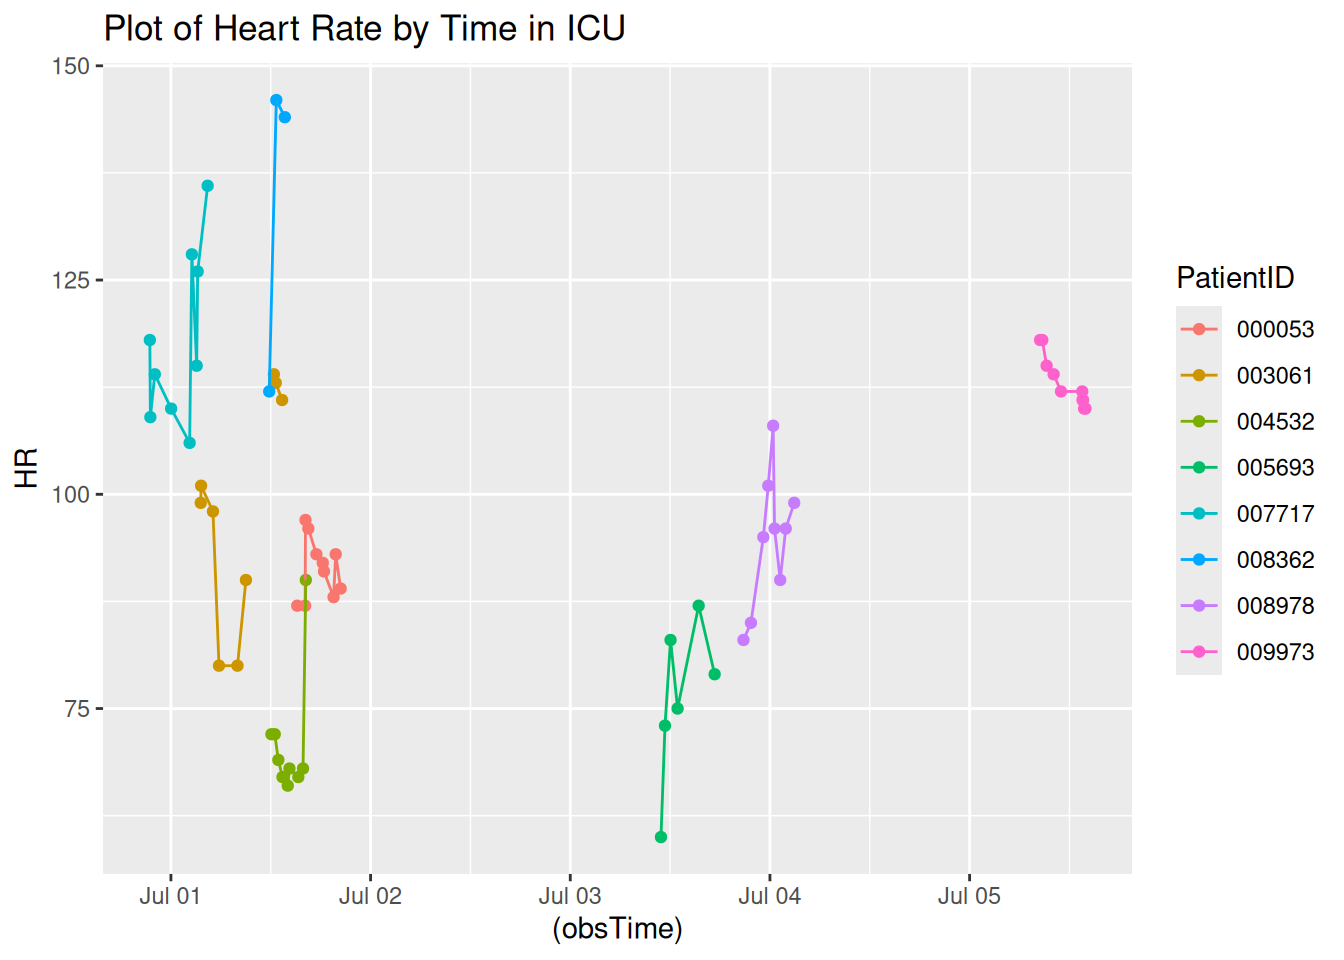 Plot of Heart Rate by Time in ICU
150
125
100
75
HR
Jul 01 Jul 02 Jul 03 Jul 04 Jul 05
(obsTime)
PatientID
000053
003061
004532
005693
007717
008362
008978
009973